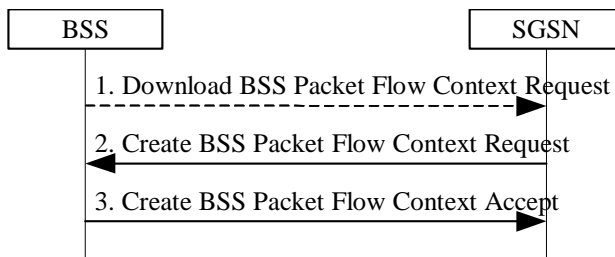 BSS
SGSN
1. Download BSS Packet Flow Context Request
2. Create BSS Packet Flow Context Request
3. Create BSS Packet Flow Context Accept